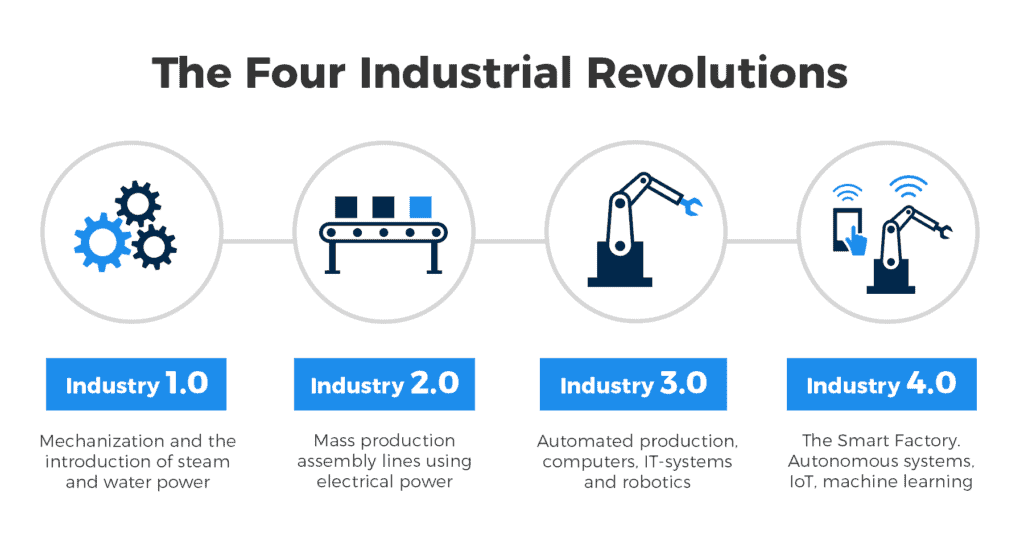 The Four Industrial Revolutions
Industry 1.0
Mechanization and the
introduction of steam
and water power
Industry 2.0
Mass production
assembly lines using
electrical power
Industry 3.0
Automated production,
computers, IT-systems
and robotics
Industry 4.0
The Smart Factory.
Autonomous systems,
IoT, machine learning